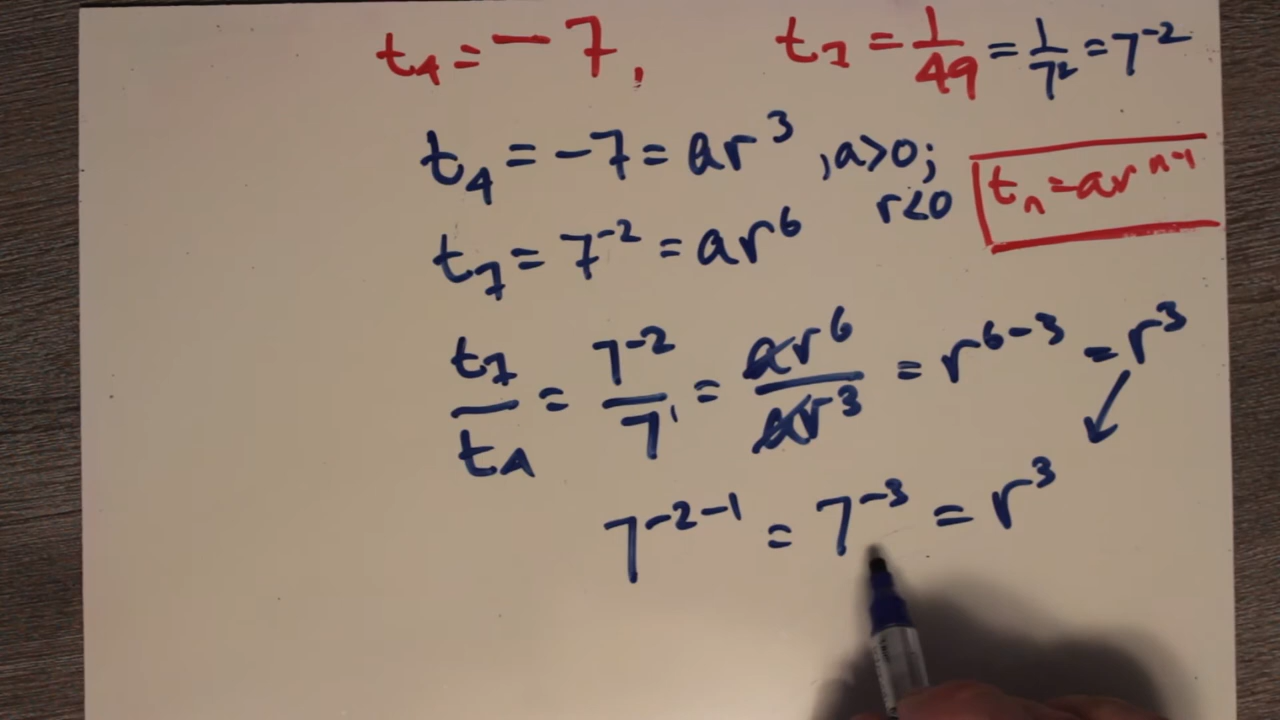 t₄ = −7, t₇ = 1/49 = 1/7² = 7⁻²
t₄ = −7 = ar³ , a>0;
r<0
tₙ = arⁿ⁻¹
t₇ = 7⁻² = ar⁶
t₇/t₄ = 7⁻²/7¹ = ar⁶/ar³ = r⁶⁻³ = r³
7⁻²⁻¹ = 7⁻³ = r³